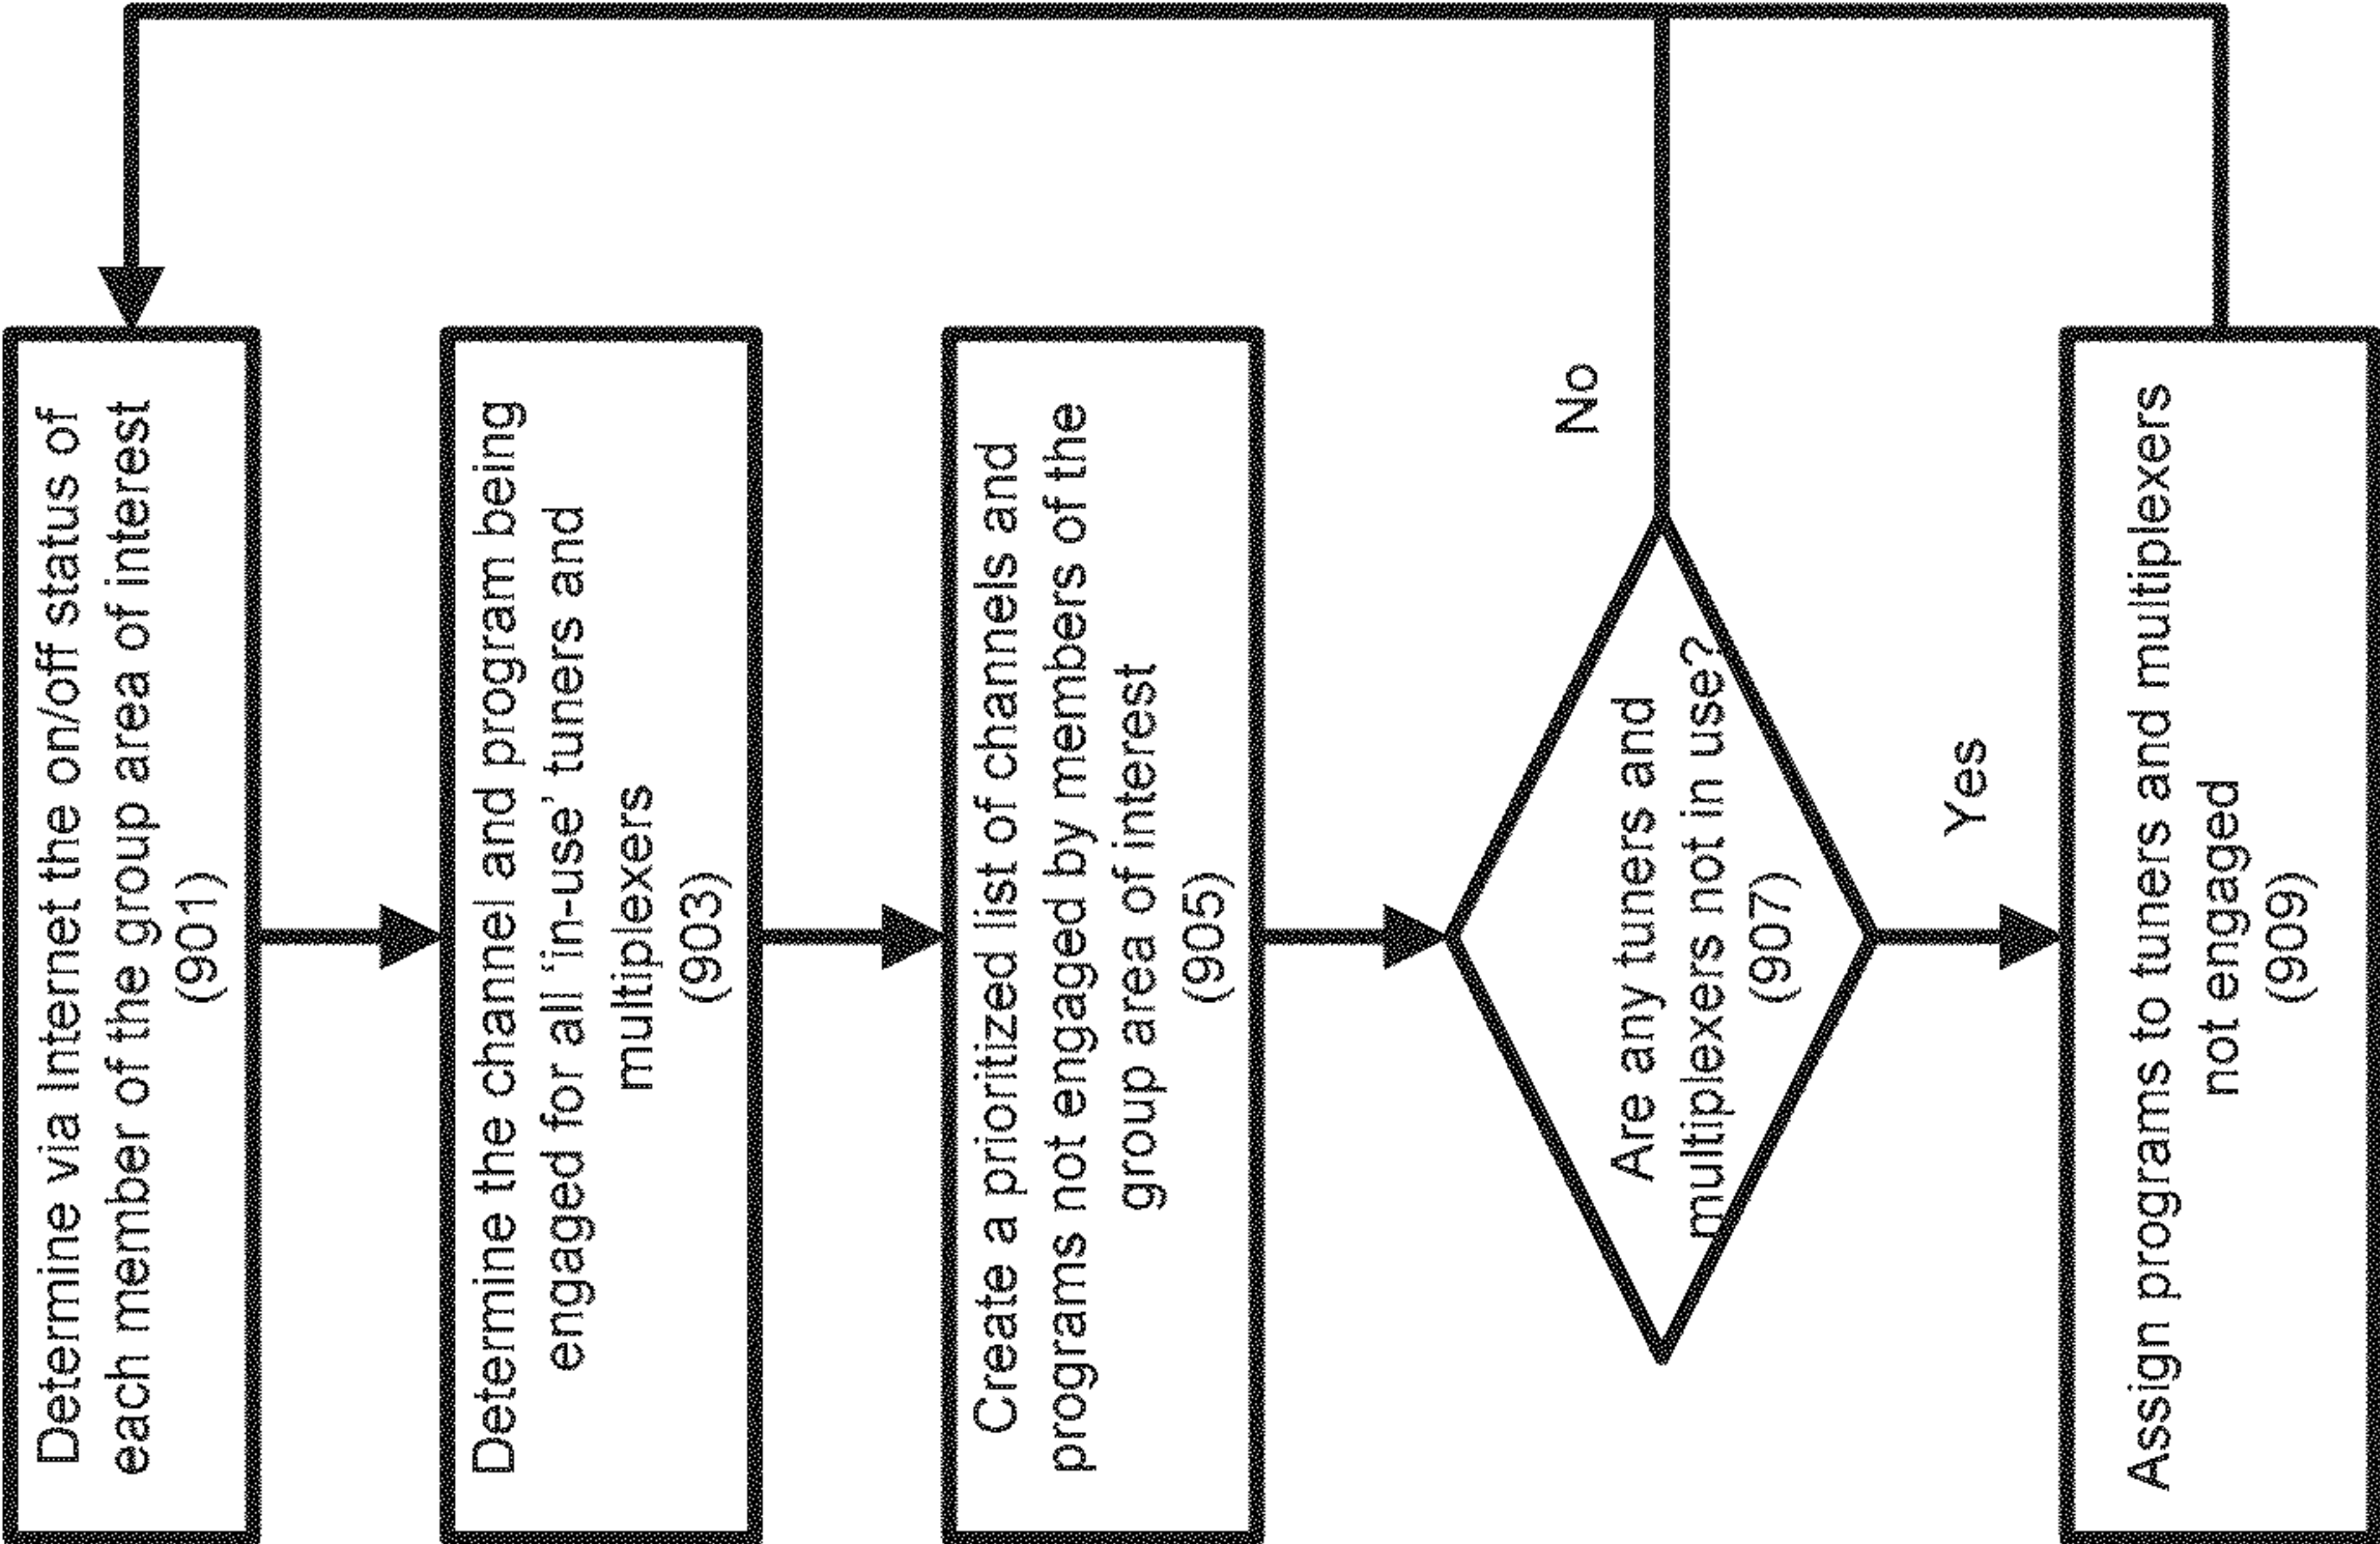 Determine via Internet the on/off status of
each member of the group area of interest
(901)
Determine the channel and program being
engaged for all 'in-use' tuners and
multiplexers
(903)
Create a prioritized list of channels and
programs not engaged by members of the
group area of interest
(905)
Are any tuners and
multiplexers not in use?
(907)
No
Yes
Assign programs to tuners and multiplexers
not engaged
(909)